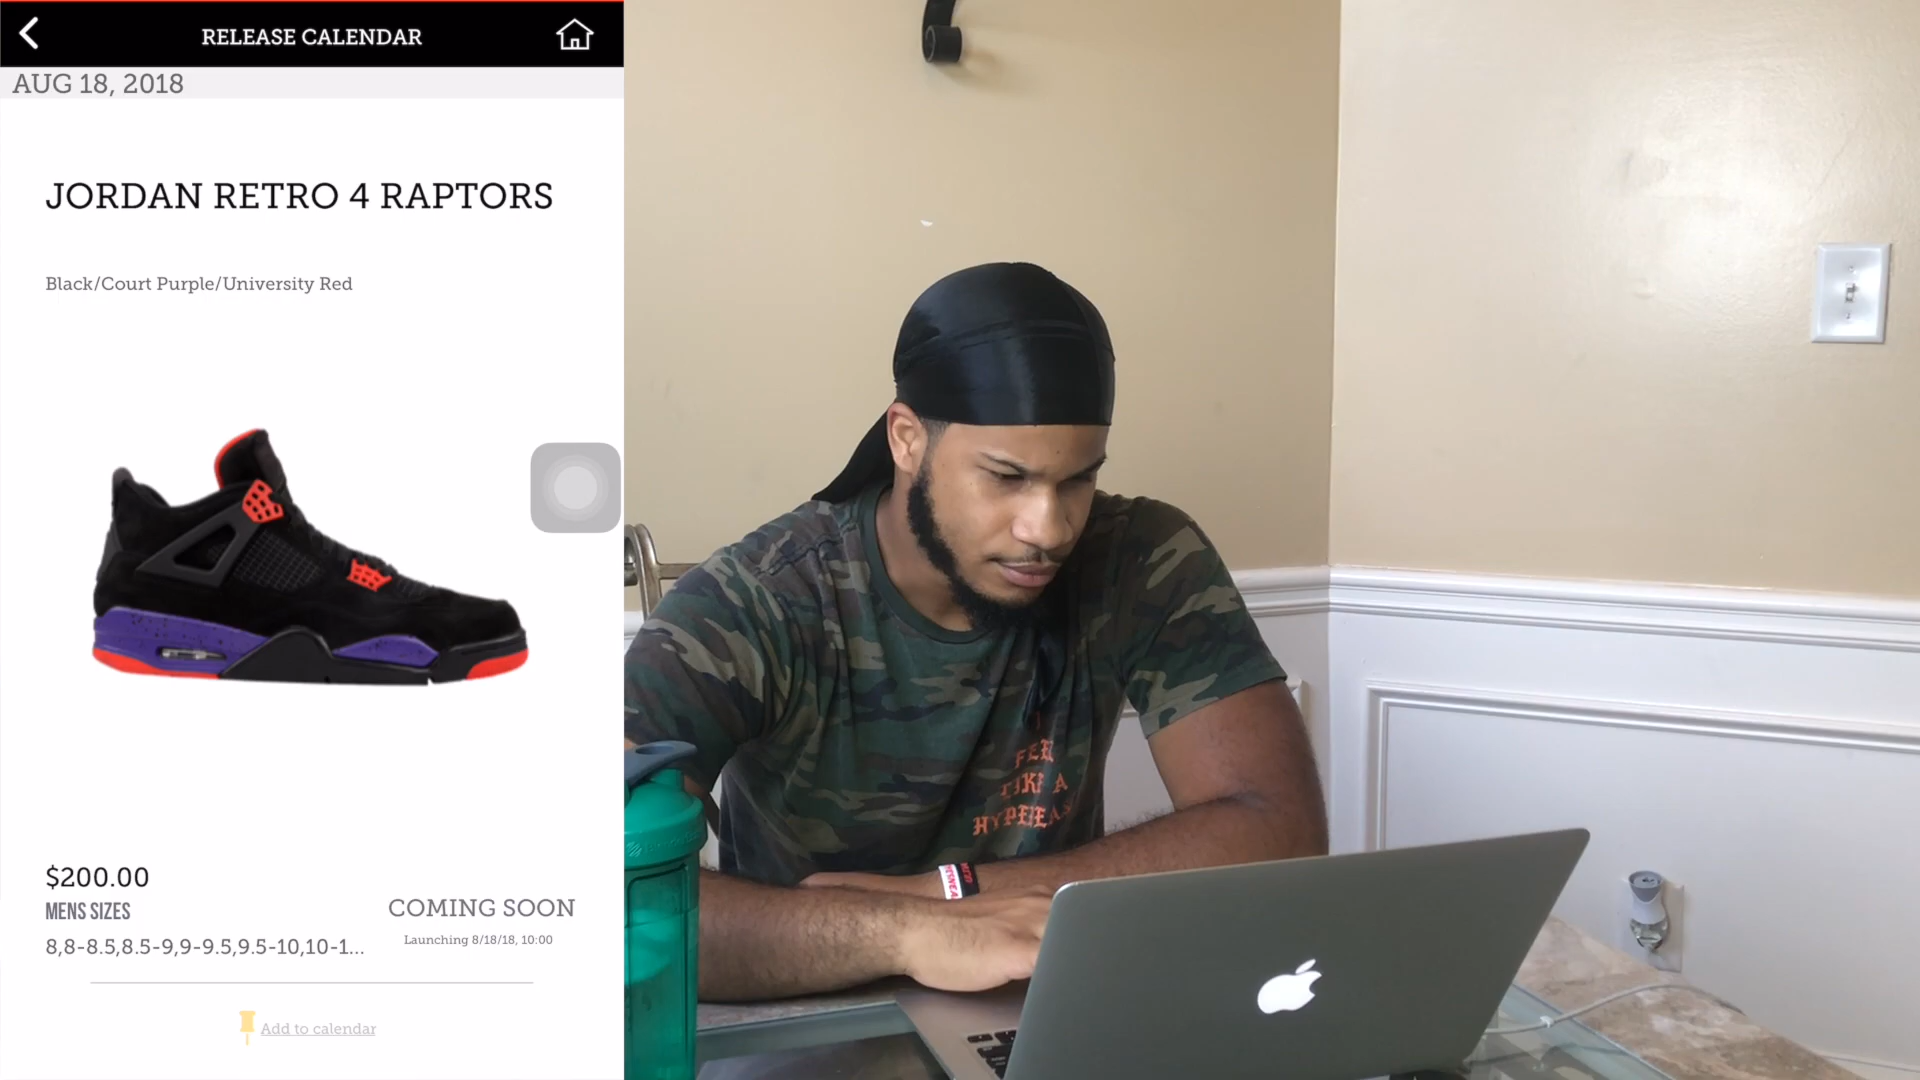 RELEASE CALENDAR
AUG 18, 2018
JORDAN RETRO 4 RAPTORS
Black/Court Purple/University Red
$200.00
MENS SIZES
8,8-8.5,8.5-9,9-9.5,9.5-10,10-1...
COMING SOON
Launching 8/18/18, 10:00
Add to calendar
FEEL
LIKE A